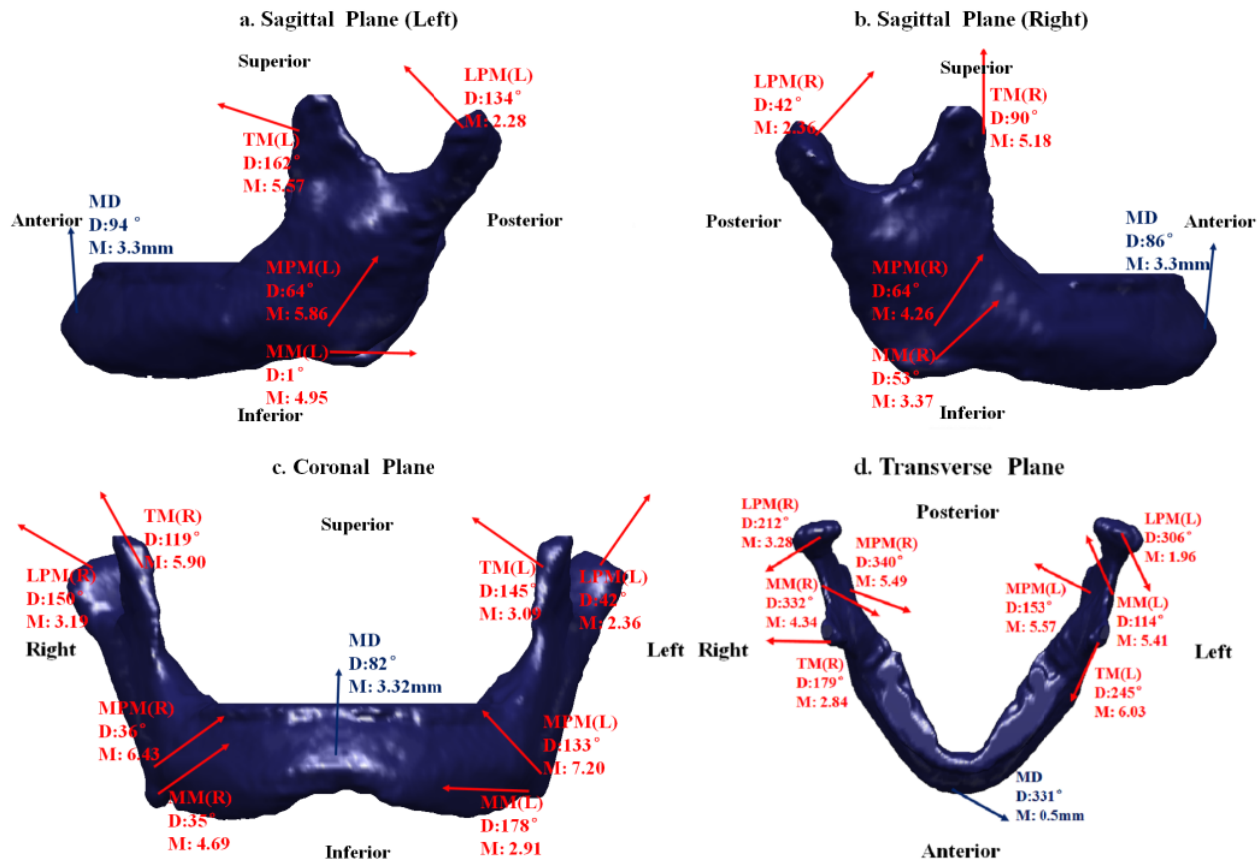 a. Sagittal Plane (Left)
Superior
LPM(L)
D:134°
M: 2.28
TM(L)
D:162°
M: 5.57
MD
D:94 °
M: 3.3mm
Anterior
Posterior
MPM(L)
D:64°
M: 5.86
MM(L)
D:1°
M: 4.95
Inferior
b. Sagittal Plane (Right)
Superior
LPM(R)
D:42°
M: 2.36
TM(R)
D:90°
M: 5.18
Posterior
MD
D:86°
M: 3.3mm
Anterior
MPM(R)
D:64°
M: 4.26
MM(R)
D:53°
M: 3.37
Inferior
c. Coronal Plane
Superior
TM(R)
D:119°
M: 5.90
LPM(R)
D:150°
M: 3.19
TM(L)
D:145°
M: 3.09
LPM(L)
D:42°
M: 2.36
Right
Left
MD
D:82°
M: 3.32mm
MPM(R)
D:36°
M: 6.43
MPM(L)
D:133°
M: 7.20
MM(R)
D:35°
M: 4.69
MM(L)
D:178°
M: 2.91
Inferior
d. Transverse Plane
Posterior
LPM(R)
D:212°
M: 3.28
MPM(R)
D:340°
M: 5.49
LPM(L)
D:306°
M: 1.96
MM(R)
D:332°
M: 4.34
MPM(L)
D:153°
M: 5.57
MM(L)
D:114°
M: 5.41
Right
Left
TM(R)
D:179°
M: 2.84
TM(L)
D:245°
M: 6.03
MD
D:331°
M: 0.5mm
Anterior